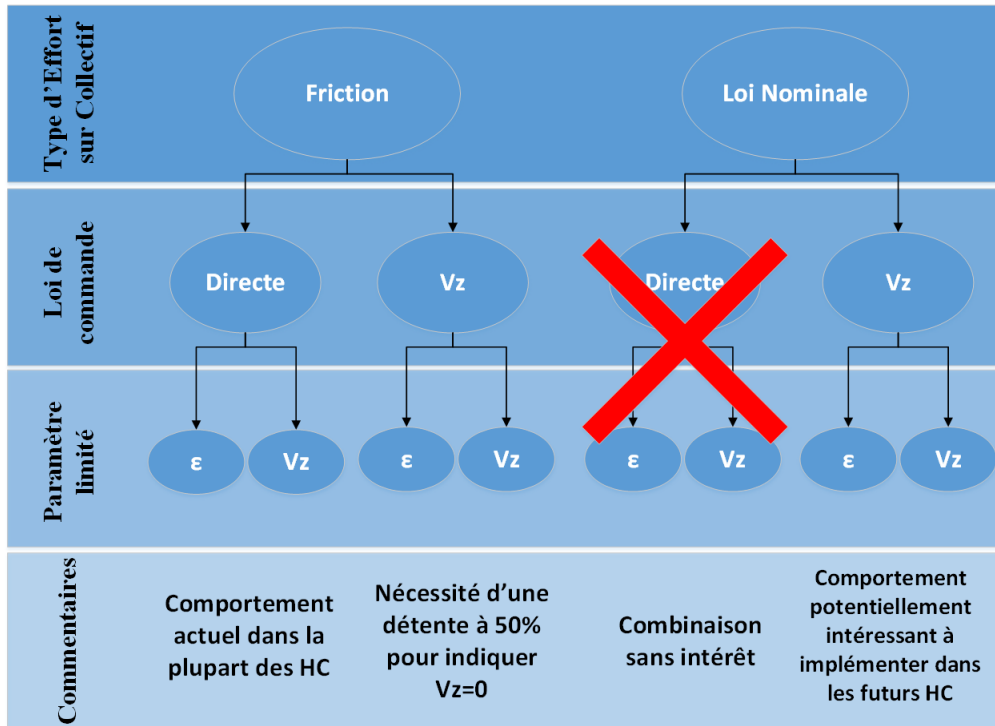 Type d'Effort
sur Collectif
Friction
Loi Nominale
Loi de
commande
Directe
Vz
Directe
Vz
Paramètre
limité
ε
Vz
ε
Vz
ε
Vz
ε
Vz
Commentaires
Comportement
actuel dans la
plupart des HC
Nécessité d'une
détente à 50%
pour indiquer
Vz=0
Combinaison
sans intérêt
Comportement
potentiellement
intéressant à
implémenter dans
les futurs HC